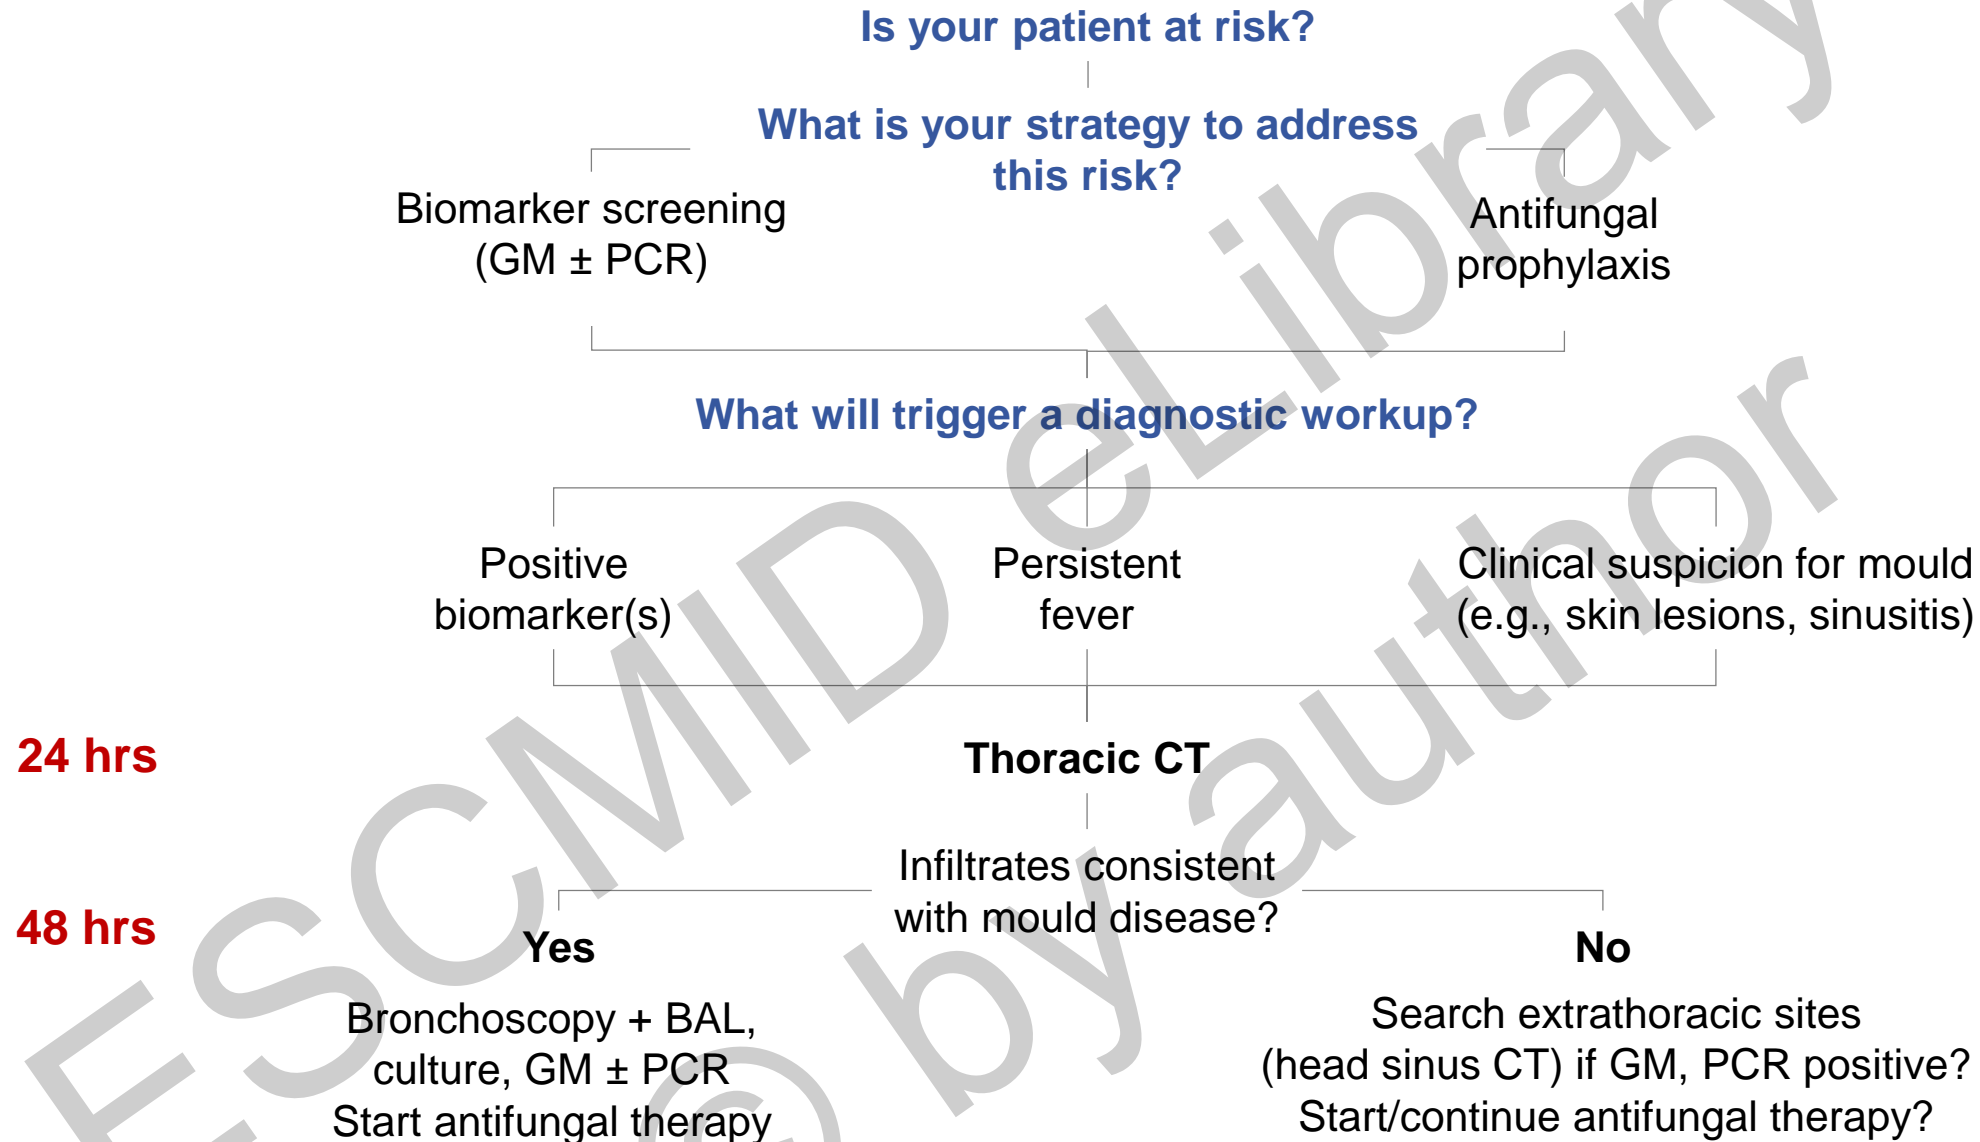 Is your patient at risk?
What is your strategy to address
this risk?
Biomarker screening
(GM ± PCR)
Antifungal
prophylaxis
What will trigger a diagnostic workup?
Positive
biomarker(s)
Persistent
fever
Clinical suspicion for mould
(e.g., skin lesions, sinusitis)
24 hrs
Thoracic CT
Infiltrates consistent
with mould disease?
48 hrs
Yes
No
Bronchoscopy + BAL,
culture, GM ± PCR
Start antifungal therapy
Search extrathoracic sites
(head sinus CT) if GM, PCR positive?
Start/continue antifungal therapy?
ESCMID eLibrary
© by author